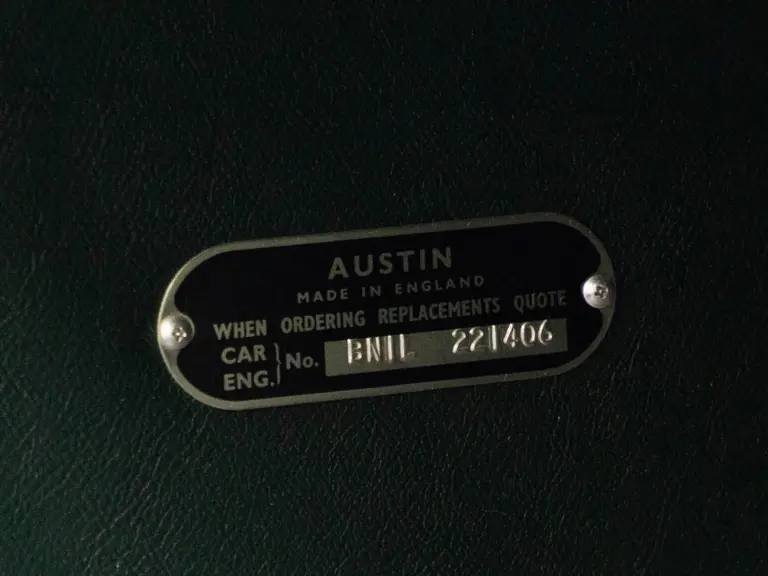 AUSTIN
MADE IN ENGLAND
WHEN ORDERING REPLACEMENTS QUOTE
CAR
ENG. } No. BN1L 221406